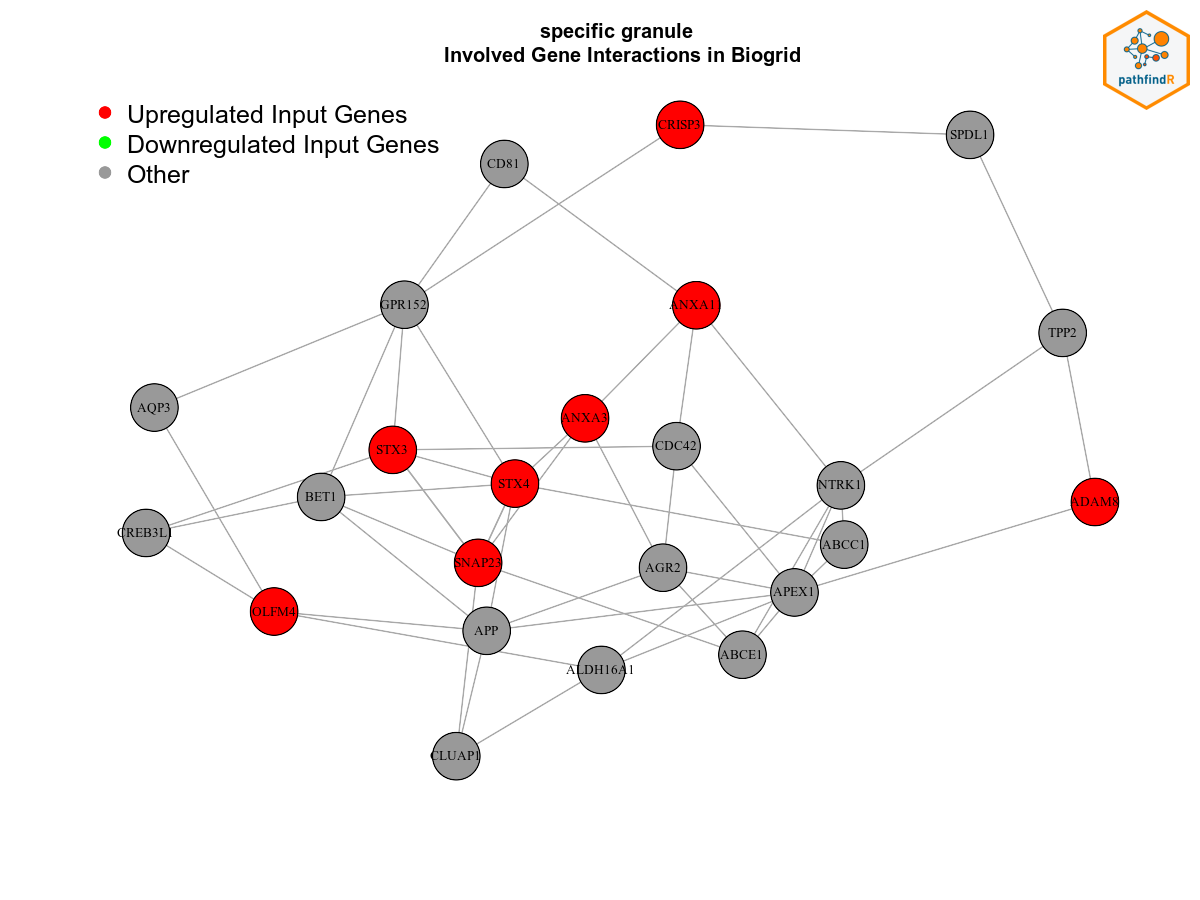 specific granule
Involved Gene Interactions in Biogrid
pathfindR
Upregulated Input Genes
Downregulated Input Genes
Other
CRISP3
SPDL1
CD81
GPR152
ANXA1
TPP2
AQP3
ANXA3
STX3
CDC42
STX4
NTRK1
BET1
ADAM8
CREB3L1
ABCC1
SNAP23
AGR2
APEX1
OLFM4
APP
ABCE1
ALDH16A1
CLUAP1